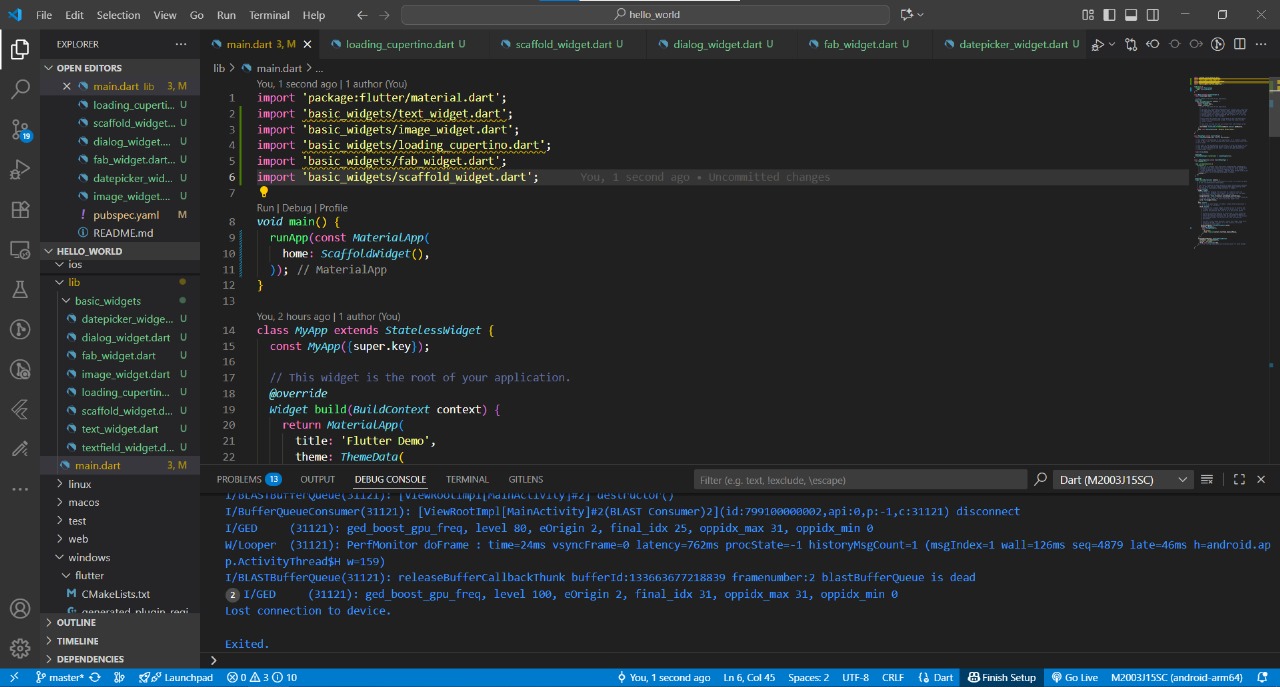 File Edit Selection View Go Run Terminal Help
hello_world
EXPLORER
OPEN EDITORS
main.dart lib 3, M
loading_cuperti... U
scaffold_widget... U
dialog_widget.... U
fab_widget.dart... U
datepicker_wid... U
image_widget.... U
pubspec.yaml M
README.md
HELLO_WORLD
ios
lib
basic_widgets
datepicker_widge... U
dialog_widget.dart U
fab_widget.dart U
image_widget.dart U
loading_cupertin... U
scaffold_widget.d... U
text_widget.dart U
textfield_widget.d... U
main.dart 3, M
linux
macos
test
web
windows
flutter
CMakeLists.txt
generated_plugin_regi
OUTLINE
TIMELINE
DEPENDENCIES
19
main.dart 3, M
loading_cupertino.dart U
scaffold_widget.dart U
dialog_widget.dart U
fab_widget.dart U
datepicker_widget.dart U
lib > main.dart > ...
You, 1 second ago | 1 author (You)
1 import 'package:flutter/material.dart';
2 import 'basic_widgets/text_widget.dart';
3 import 'basic_widgets/image_widget.dart';
4 import 'basic_widgets/loading_cupertino.dart';
5 import 'basic_widgets/fab_widget.dart';
6 import 'basic_widgets/scaffold_widget.dart'; You, 1 second ago • Uncommitted changes
7
Run | Debug | Profile
8 void main() {
9 runApp(const MaterialApp(
10 home: ScaffoldWidget(),
11 )); // MaterialApp
12 }
13
You, 2 hours ago | 1 author (You)
14 class MyApp extends StatelessWidget {
15 const MyApp({super.key});
16
17 // This widget is the root of your application.
18 @override
19 Widget build(BuildContext context) {
20 return MaterialApp(
21 title: 'Flutter Demo',
22 theme: ThemeData(
PROBLEMS 13 OUTPUT DEBUG CONSOLE TERMINAL GITLENS
Filter (e.g. text, !exclude, \escape)
Dart (M2003J15SC)
I/BLASTBufferQueue(31121): [ViewRootImpl[MainActivity]#2] destructor()
I/BufferQueueConsumer(31121): [ViewRootImpl[MainActivity]#2(BLAST Consumer)2](id:799100000002,api:0,p:-1,c:31121) disconnect
I/GED (31121): ged_boost_gpu_freq, level 80, eOrigin 2, final_idx 25, oppidx_max 31, oppidx_min 0
W/Looper (31121): PerfMonitor doFrame : time=24ms vsyncFrame=0 latency=762ms procState=-1 historyMsgCount=1 (msgIndex=1 wall=126ms seq=4879 late=46ms h=android.ap
p.ActivityThread$H w=159)
I/BLASTBufferQueue(31121): releaseBufferCallbackThunk bufferId:133663677218839 framenumber:2 blastBufferQueue is dead
2 I/GED (31121): ged_boost_gpu_freq, level 100, eOrigin 2, final_idx 31, oppidx_max 31, oppidx_min 0
Lost connection to device.
Exited.
master* Launchpad 0 3 10 You, 1 second ago Ln 6, Col 45 Spaces: 2 UTF-8 CRLF {} Dart Finish Setup Go Live M2003J15SC (android-arm64)